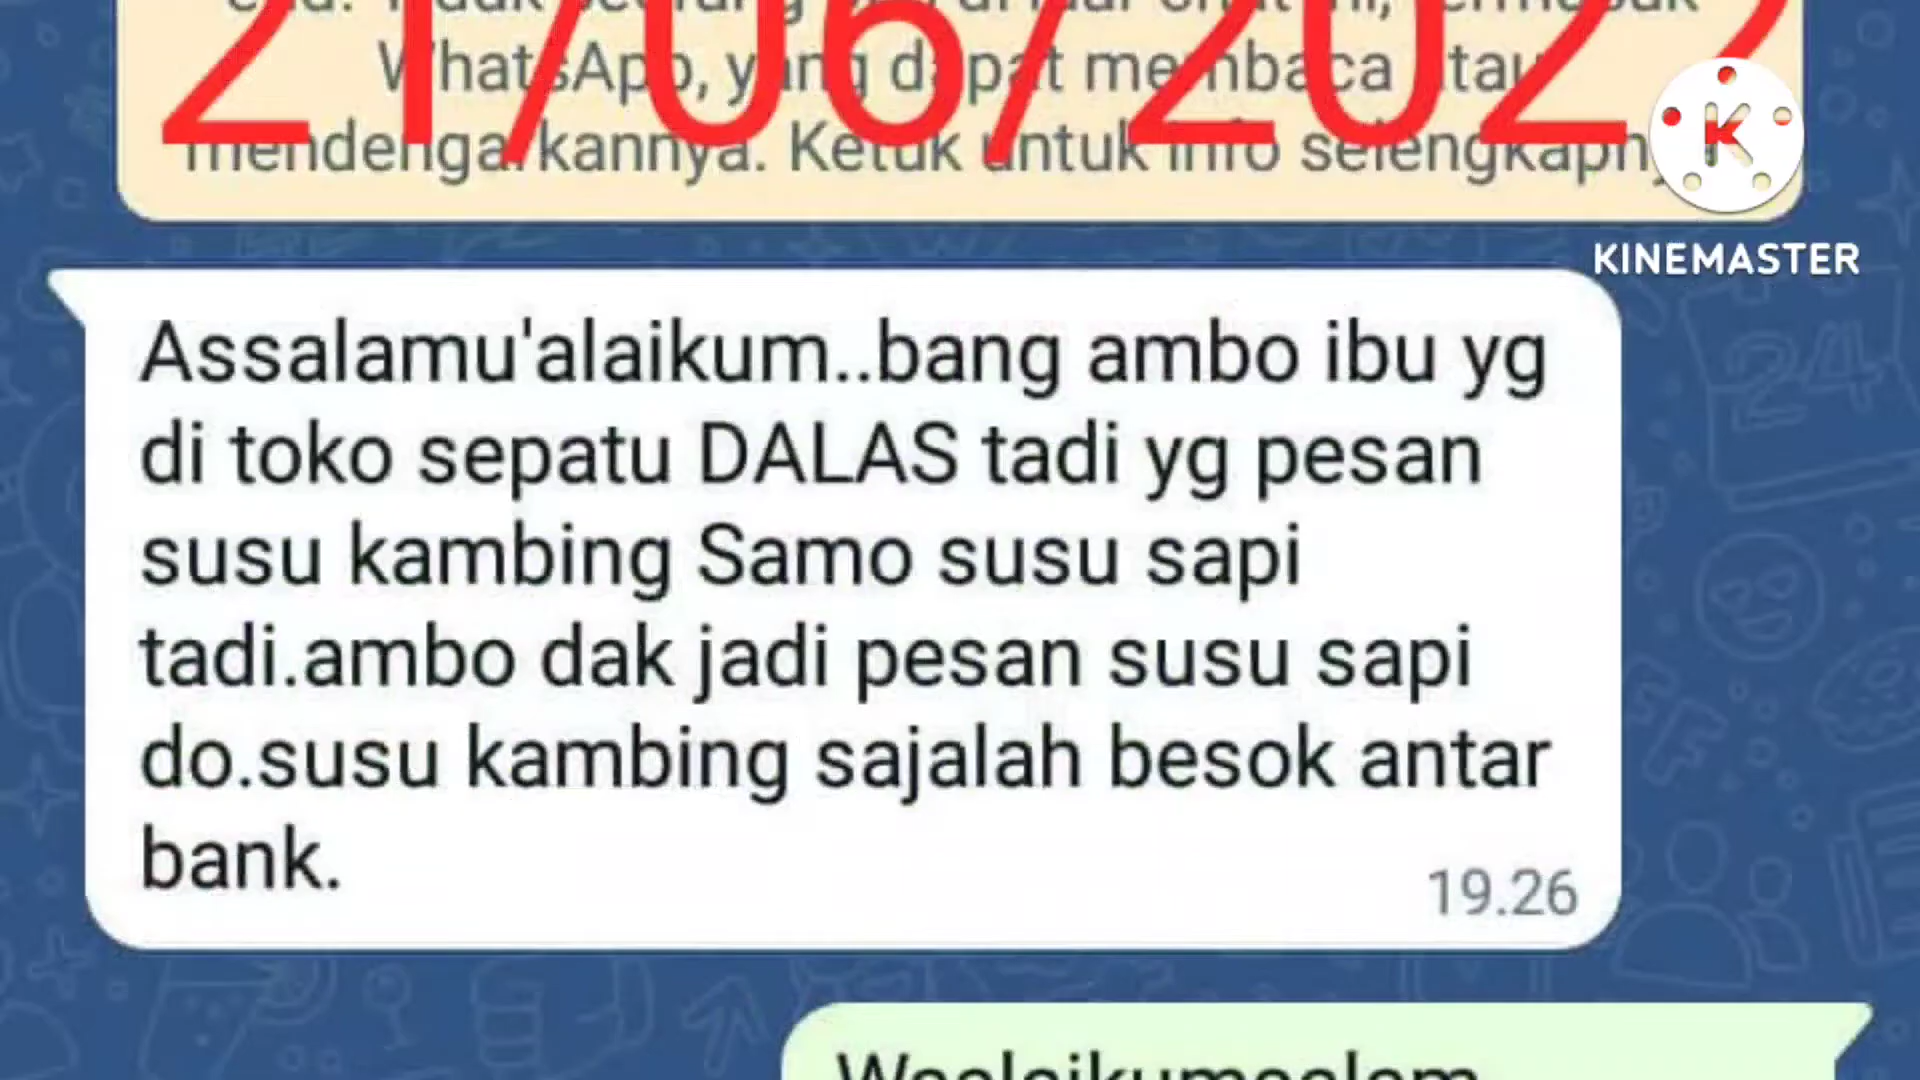 21/06/2022
WhatsApp, yang dapat membaca atau
mendengarkannya. Ketuk untuk info selengkapnya
KINEMASTER
Assalamu'alaikum..bang ambo ibu yg
di toko sepatu DALAS tadi yg pesan
susu kambing Samo susu sapi
tadi.ambo dak jadi pesan susu sapi
do.susu kambing sajalah besok antar
bank.
19.26